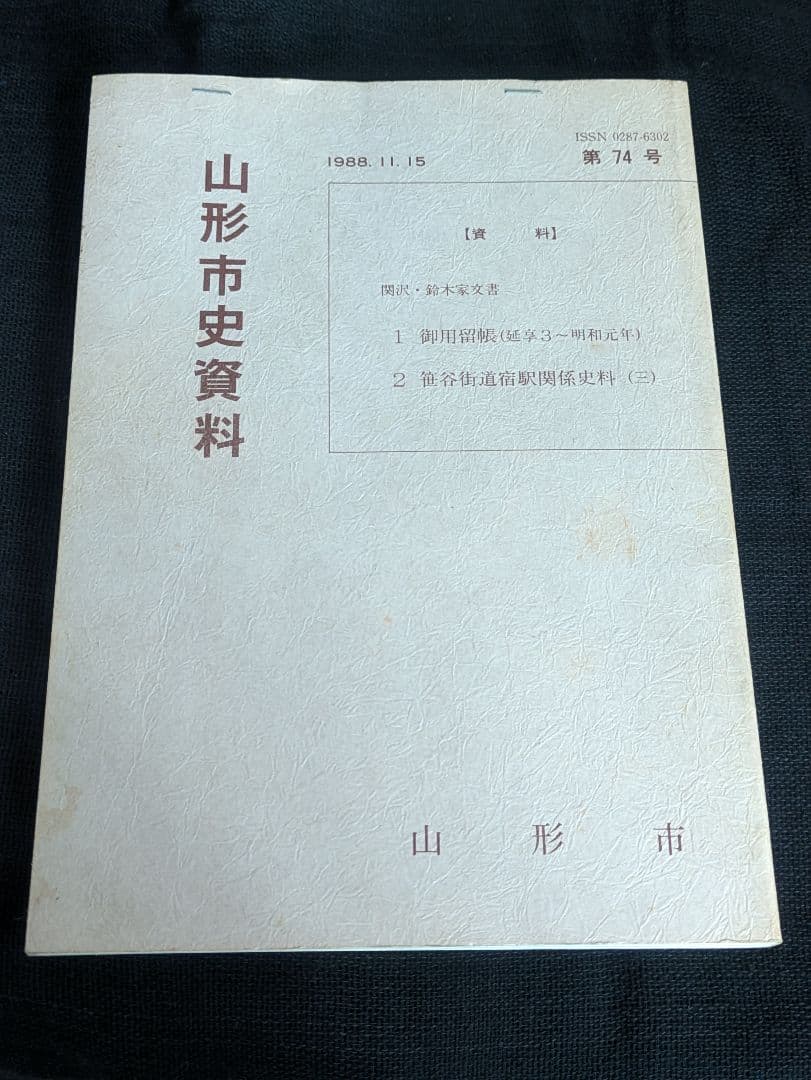 ISSN 0287-6302
1988.11.15
第 74 号
山形市史資料
【資 料】
関沢・鈴木家文書
1 御用留帳(延享3〜明和元年)
2 笹谷街道宿駅関係史料(三)
山 形 市